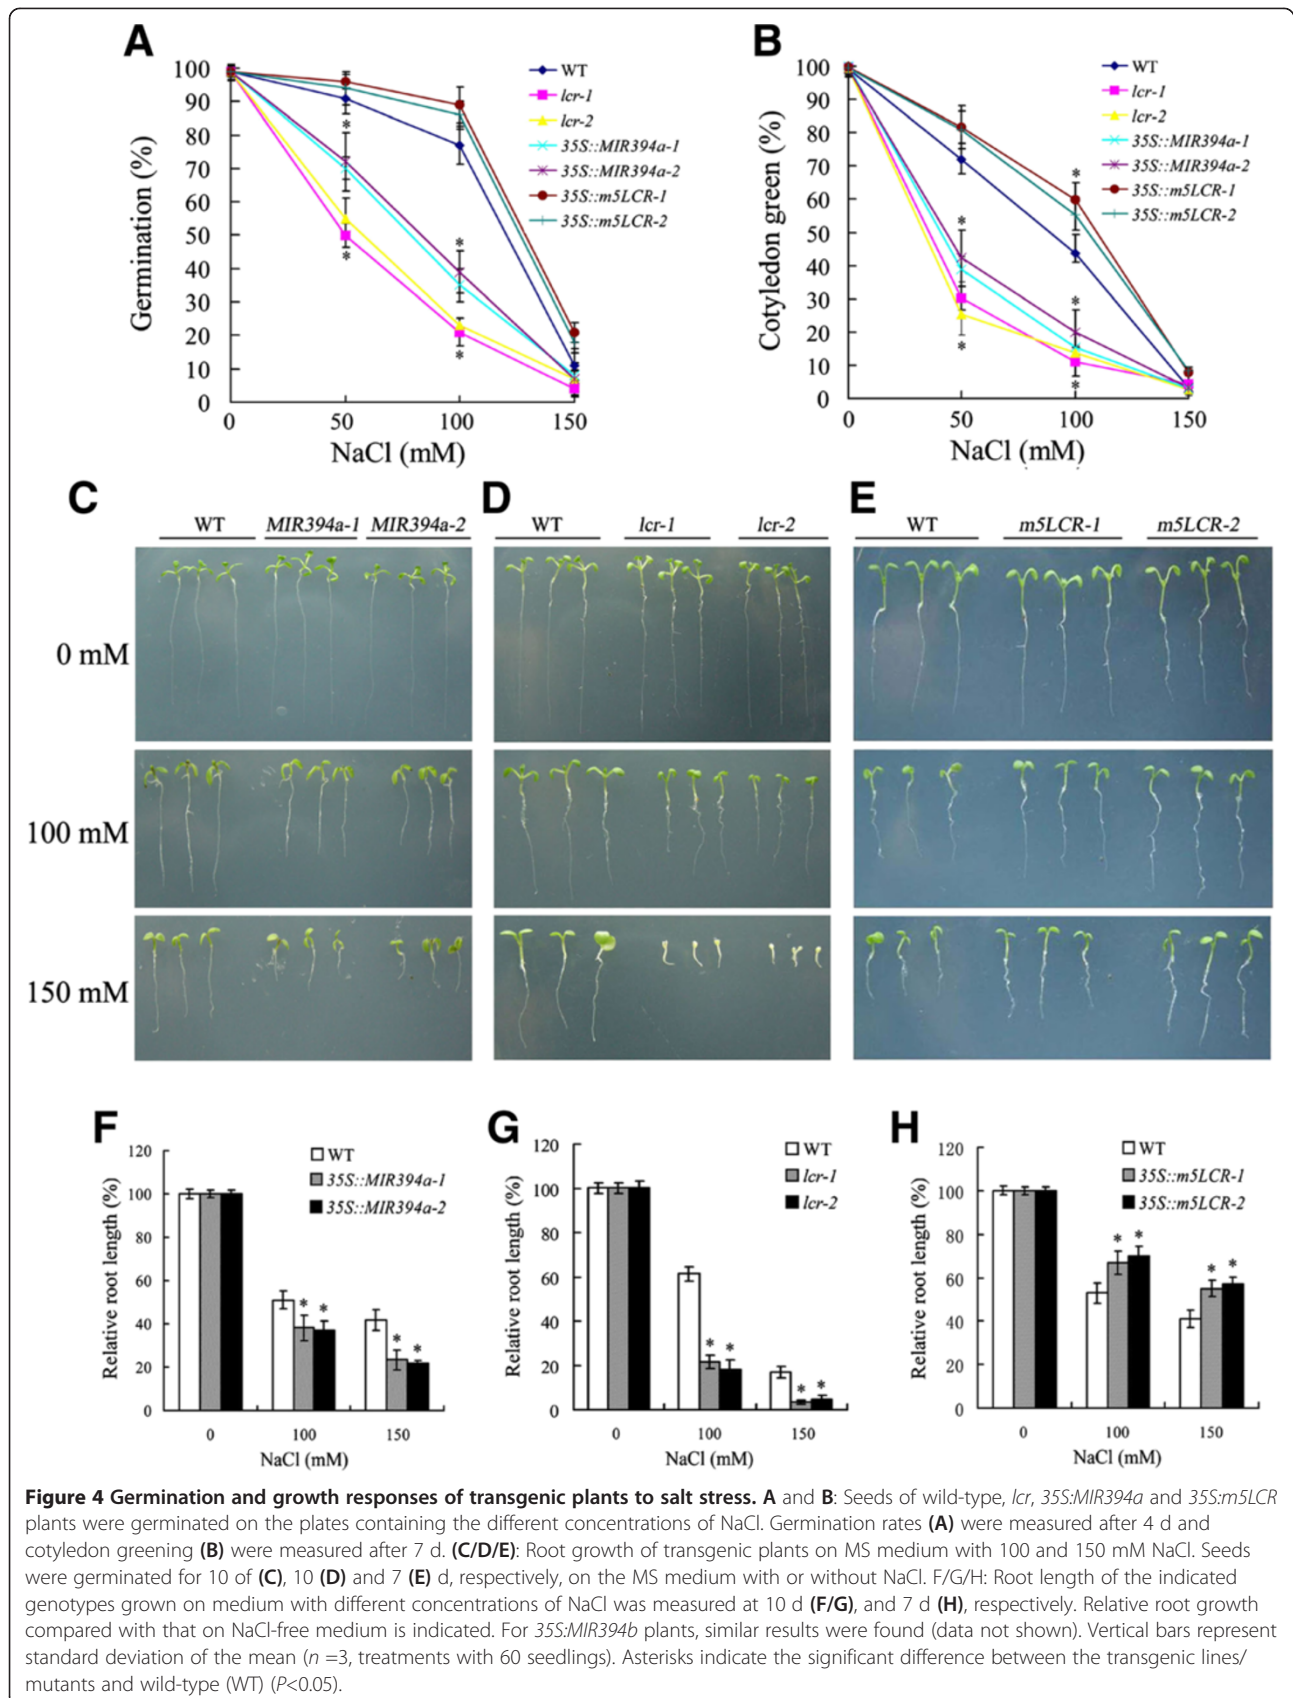 A
Germination (%)
100
90
80
70
60
50
40
30
20
10
0
0 50 100 150
NaCl (mM)
WT
lcr-1
lcr-2
35S::MIR394a-1
35S::MIR394a-2
35S::m5LCR-1
35S::m5LCR-2
* * * *
B
Cotyledon green (%)
100
90
80
70
60
50
40
30
20
10
0
0 50 100 150
NaCl (mM)
WT
lcr-1
lcr-2
35S::MIR394a-1
35S::MIR394a-2
35S::m5LCR-1
35S::m5LCR-2
* * * * *
C
WT MIR394a-1 MIR394a-2
D
WT lcr-1 lcr-2
E
WT m5LCR-1 m5LCR-2
0 mM
100 mM
150 mM
F
Relative root length (%)
120
100
80
60
40
20
0
0 100 150
NaCl (mM)
WT
35S::MIR394a-1
35S::MIR394a-2
* * * *
G
Relative root length (%)
120
100
80
60
40
20
0
0 100 150
NaCl (mM)
WT
lcr-1
lcr-2
* * * *
H
Relative root length (%)
120
100
80
60
40
20
0
0 100 150
NaCl (mM)
WT
35S::m5LCR-1
35S::m5LCR-2
* * * *
Figure 4 Germination and growth responses of transgenic plants to salt stress. A and B: Seeds of wild-type, lcr, 35S:MIR394a and 35S:m5LCR
plants were germinated on the plates containing the different concentrations of NaCl. Germination rates (A) were measured after 4 d and
cotyledon greening (B) were measured after 7 d. (C/D/E): Root growth of transgenic plants on MS medium with 100 and 150 mM NaCl. Seeds
were germinated for 10 of (C), 10 (D) and 7 (E) d, respectively, on the MS medium with or without NaCl. F/G/H: Root length of the indicated
genotypes grown on medium with different concentrations of NaCl was measured at 10 d (F/G), and 7 d (H), respectively. Relative root growth
compared with that on NaCl-free medium is indicated. For 35S:MIR394b plants, similar results were found (data not shown). Vertical bars represent
standard deviation of the mean (n =3, treatments with 60 seedlings). Asterisks indicate the significant difference between the transgenic lines/
mutants and wild-type (WT) (P<0.05).